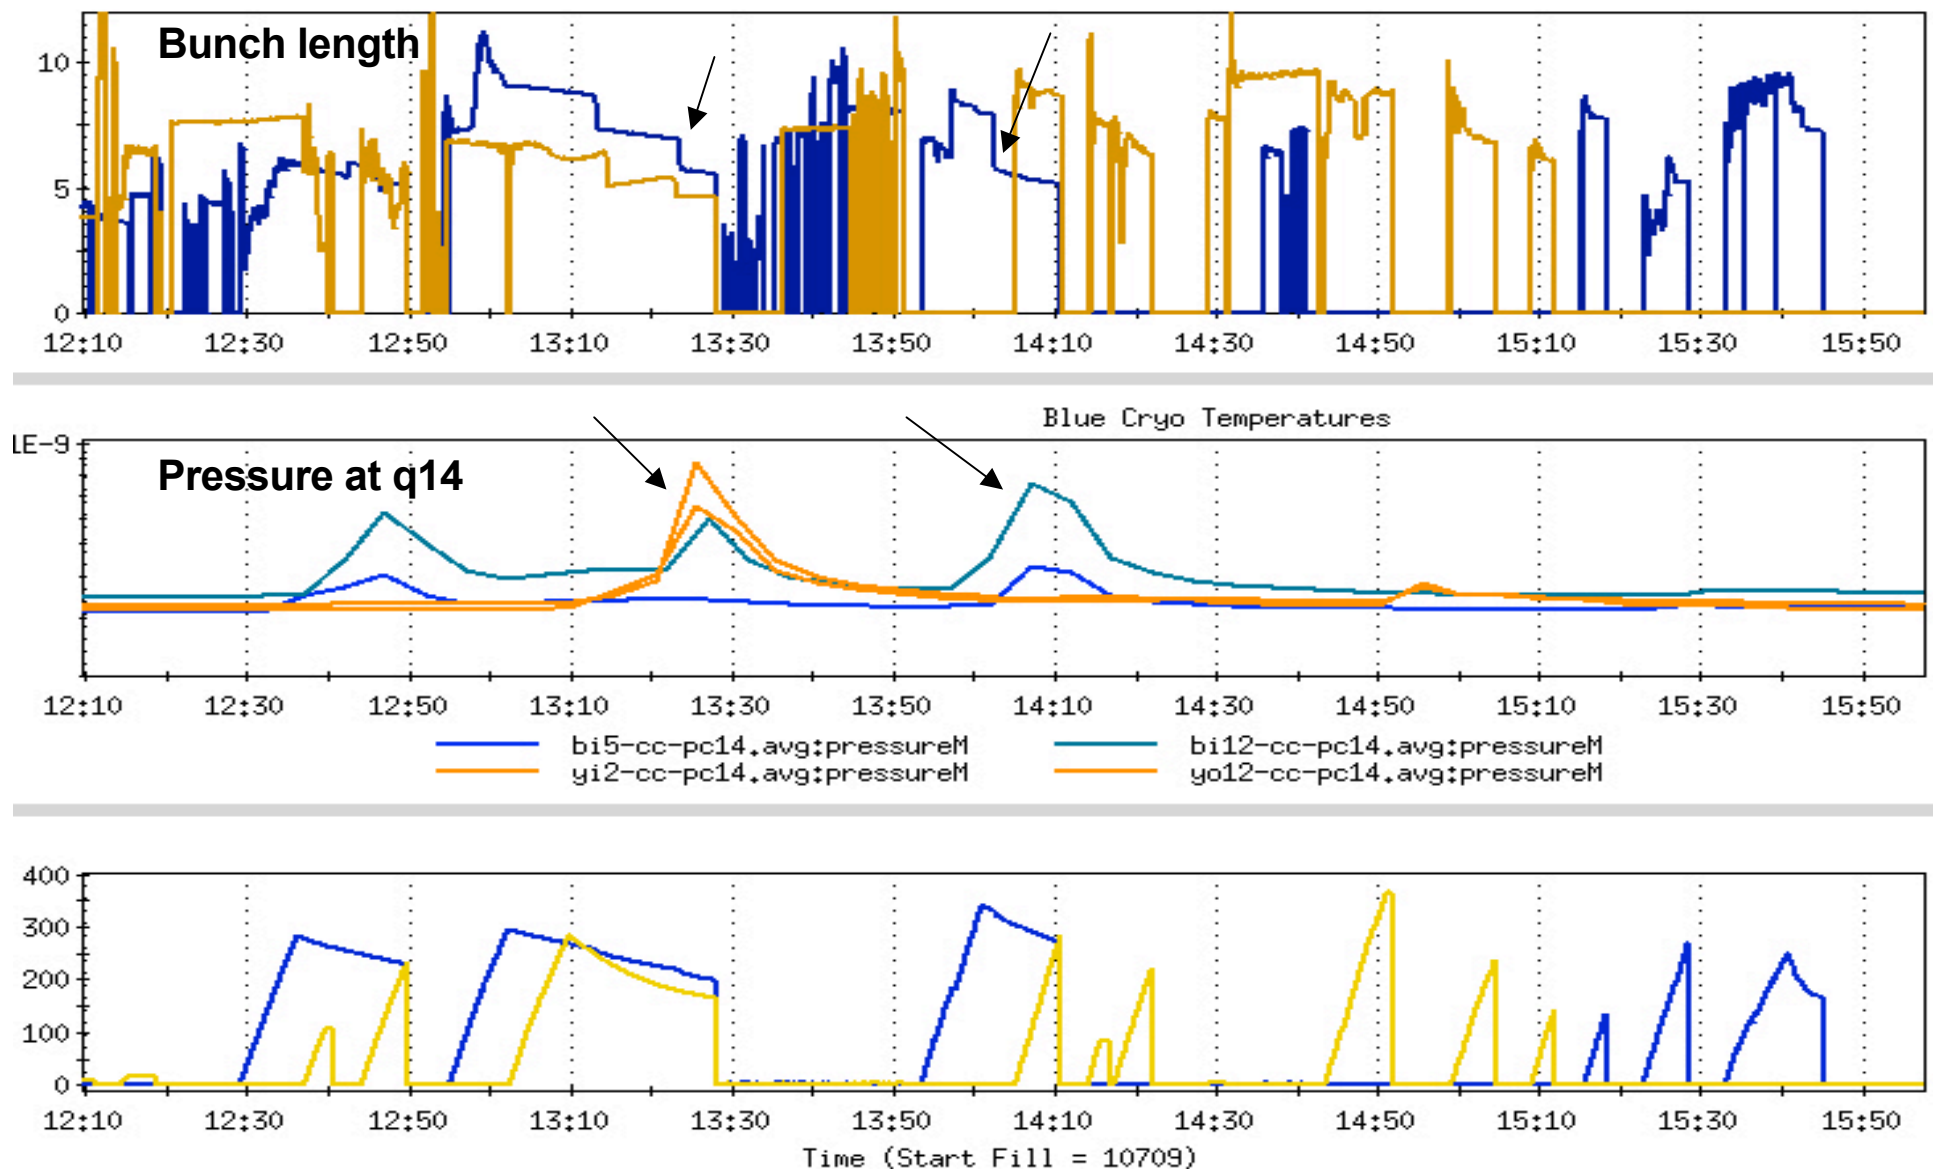 Bunch length
10
5
0
12:10 12:30 12:50 13:10 13:30 13:50 14:10 14:30 14:50 15:10 15:30 15:50
Blue Cryo Temperatures
1E-9
Pressure at q14
12:10 12:30 12:50 13:10 13:30 13:50 14:10 14:30 14:50 15:10 15:30 15:50
bi5-cc-pc14.avg:pressureM bi12-cc-pc14.avg:pressureM
yi2-cc-pc14.avg:pressureM yo12-cc-pc14.avg:pressureM
400
300
200
100
0
12:10 12:30 12:50 13:10 13:30 13:50 14:10 14:30 14:50 15:10 15:30 15:50
Time (Start Fill = 10709)